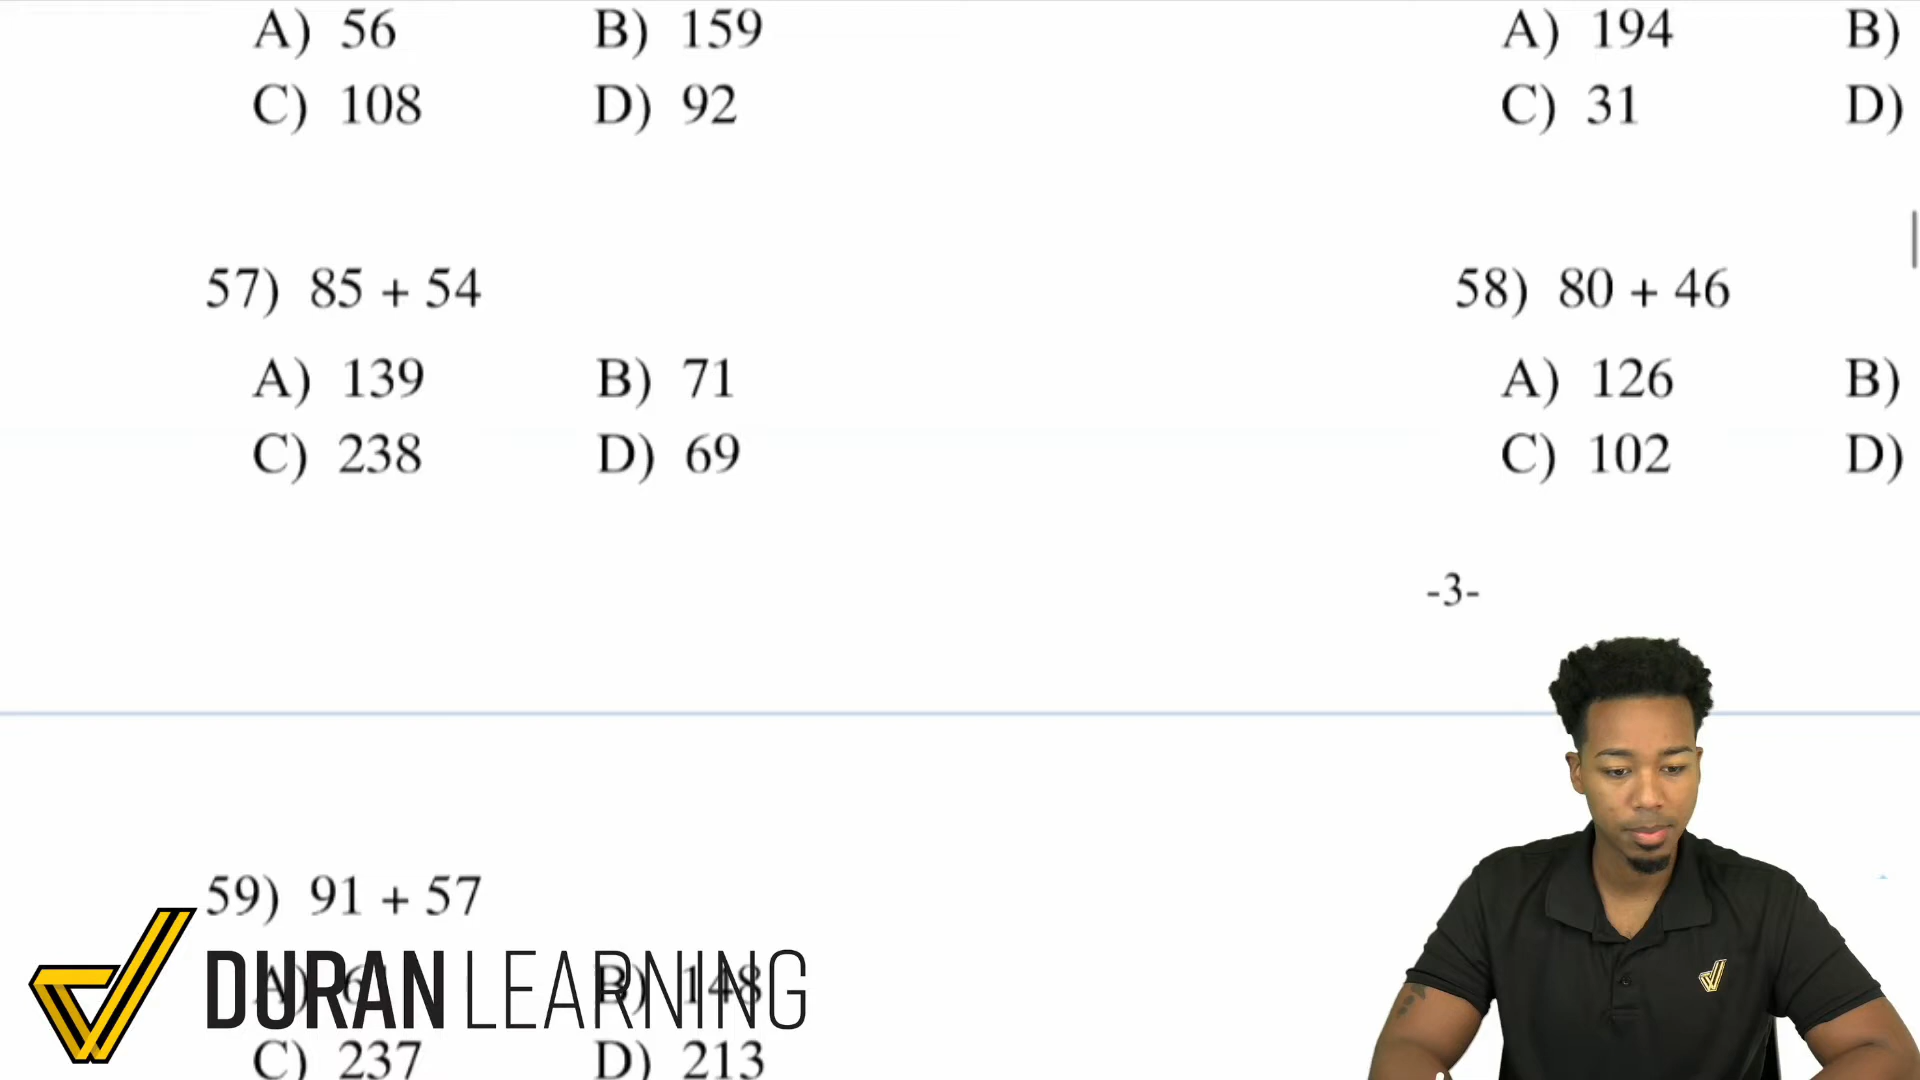 A) 56 B) 159 A) 194 B)
C) 108 D) 92 C) 31 D)
57) 85 + 54 58) 80 + 46
A) 139 B) 71 A) 126 B)
C) 238 D) 69 C) 102 D)
-3-
59) 91 + 57
A) B) 148
DURAN LEARNING
C) 237 D) 213